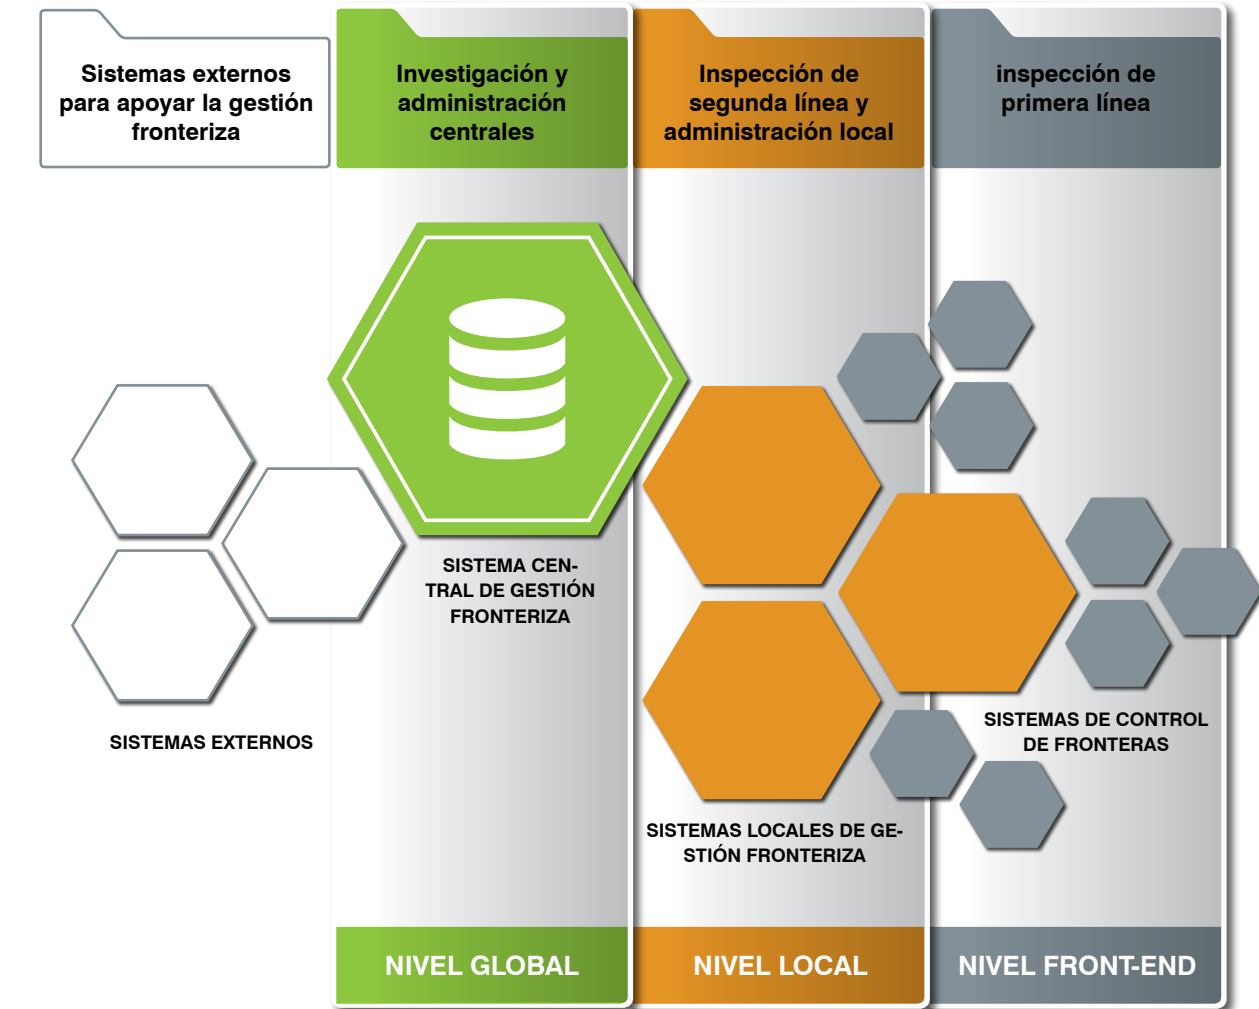 Sistemas externos
para apoyar la gestión
fronteriza
Investigación y
administración
centrales
Inspección de
segunda línea y
administración local
inspección de
primera línea
SISTEMA CEN-
TRAL DE GESTIÓN
FRONTERIZA
SISTEMAS EXTERNOS
SISTEMAS DE CONTROL
DE FRONTERAS
SISTEMAS LOCALES DE GE-
STIÓN FRONTERIZA
NIVEL GLOBAL
NIVEL LOCAL
NIVEL FRONT-END